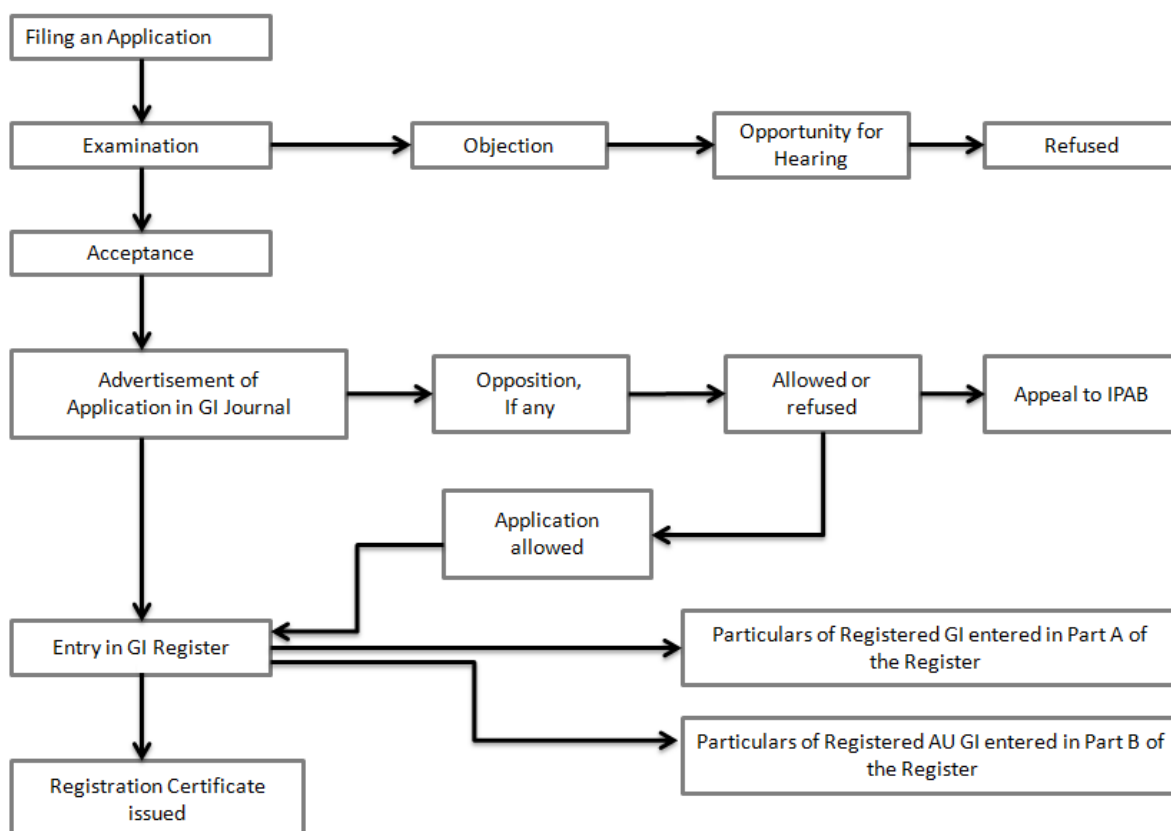 Filing an Application
Examination
Objection
Opportunity for
Hearing
Refused
Acceptance
Advertisement of
Application in GI Journal
Opposition,
If any
Allowed or
refused
Appeal to IPAB
Application
allowed
Entry in GI Register
Particulars of Registered GI entered in Part A of
the Register
Particulars of Registered AU GI entered in Part B of
the Register
Registration Certificate
issued